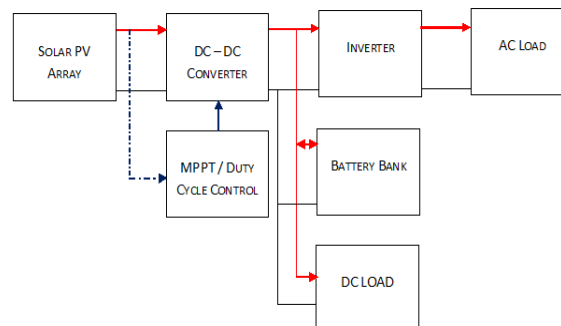 SOLAR PV
ARRAY
DC – DC
CONVERTER
INVERTER
AC LOAD
MPPT / DUTY
CYCLE CONTROL
BATTERY BANK
DC LOAD